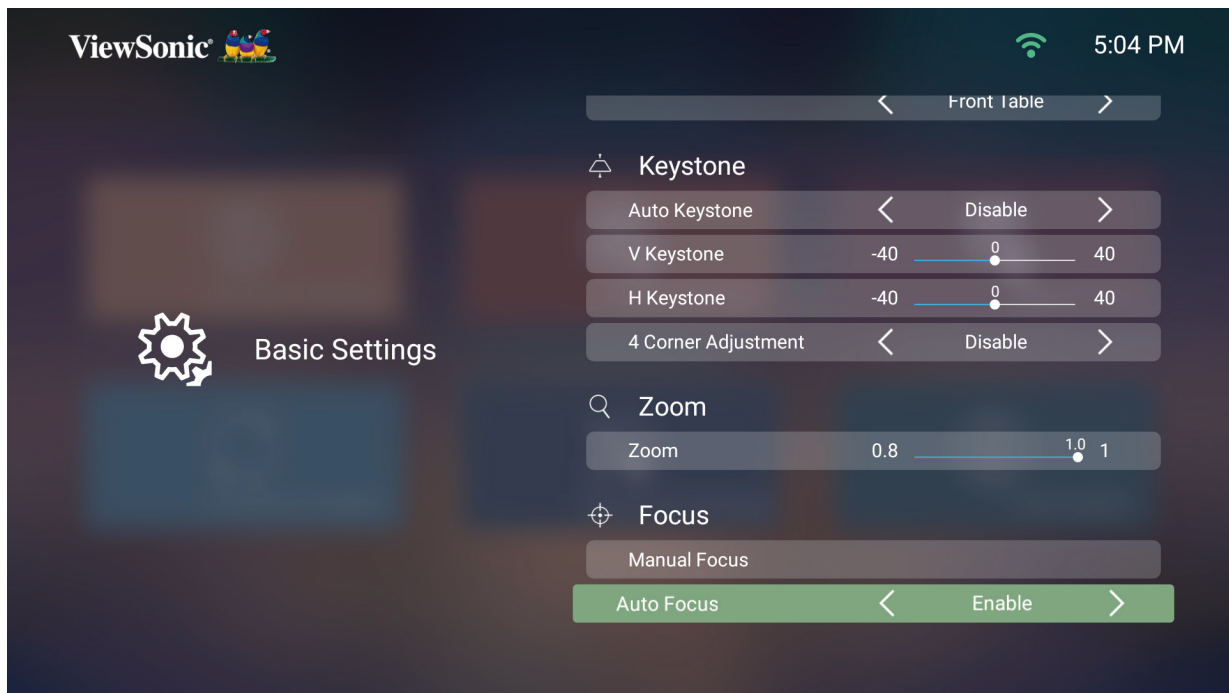 ViewSonic®
5:04 PM
Front Table
Keystone
Auto Keystone Disable
V Keystone -40 0 40
H Keystone -40 0 40
4 Corner Adjustment Disable
Basic Settings
Zoom
Zoom 0.8 1.0 1
Focus
Manual Focus
Auto Focus Enable